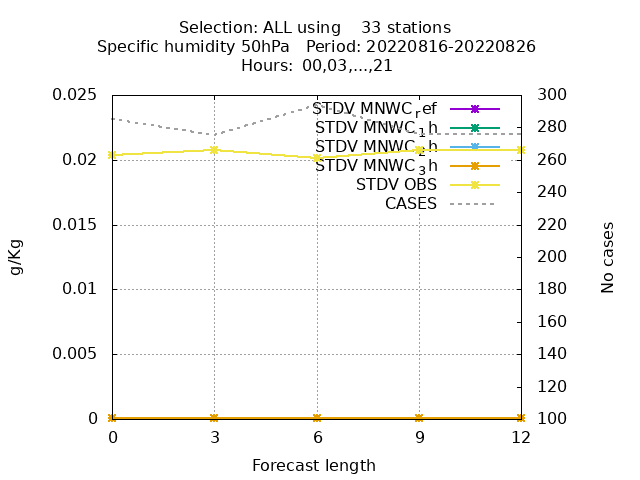 Selection: ALL using    33 stations
Specific humidity 50hPa   Period: 20220816-20220826
Hours: 00,03,...,21
0.025
0.02
0.015
0.01
0.005
0
g/Kg
300
280
260
240
220
200
180
160
140
120
100
No cases
STDV MNWC_ref
STDV MNWC_1h
STDV MNWC_2h
STDV MNWC_3h
STDV OBS
CASES
0 3 6 9 12
Forecast length